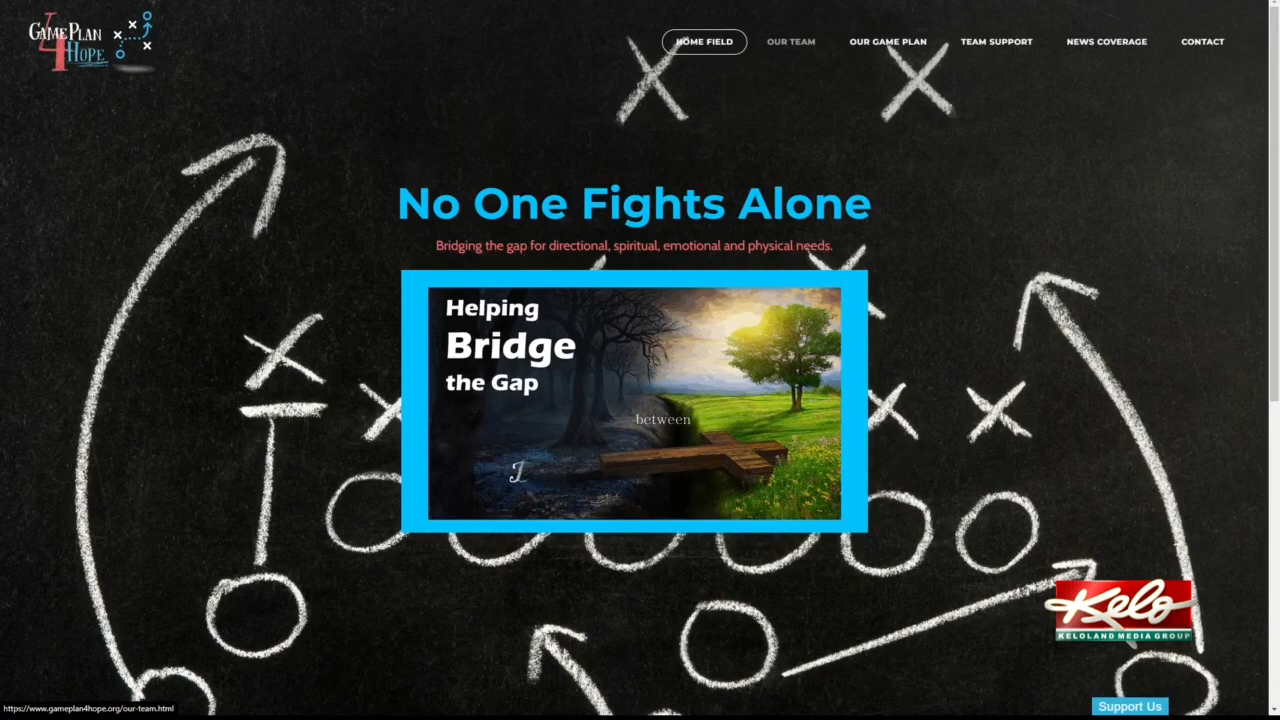 GAMEPLAN
4
HOPE
HOME FIELD
OUR TEAM
OUR GAME PLAN
TEAM SUPPORT
NEWS COVERAGE
CONTACT
No One Fights Alone
Bridging the gap for directional, spiritual, emotional and physical needs.
Helping
Bridge
the Gap
between
I
Kelo
KELOLAND MEDIA GROUP
Support Us
https://www.gameplan4hope.org/our-team.html